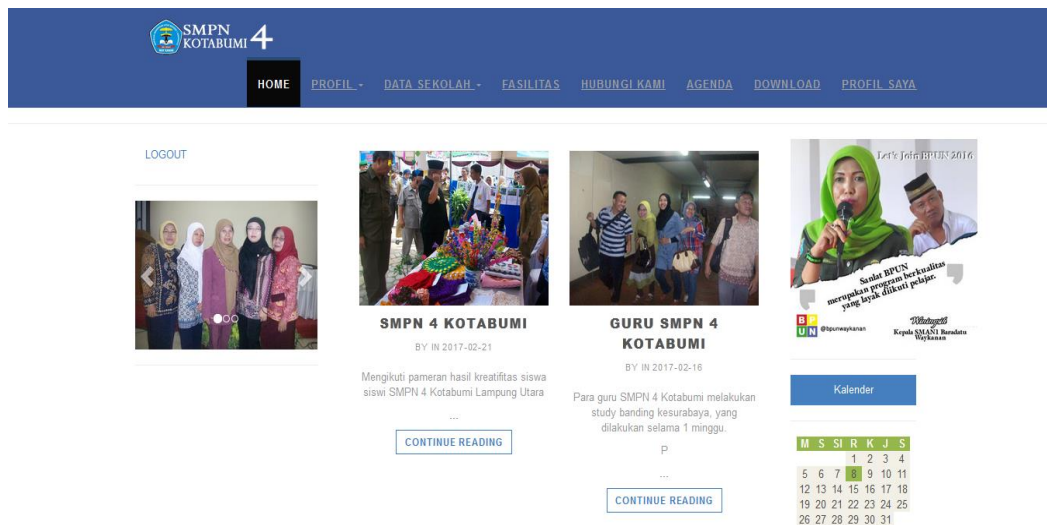 SMPN
KOTABUMI 4
HOME PROFIL DATA SEKOLAH FASILITAS HUBUNGI KAMI AGENDA DOWNLOAD PROFIL SAYA
LOGOUT
SMPN 4 KOTABUMI
BY IN 2017-02-21
Mengikuti pameran hasil kreatifitas siswa
siswi SMPN 4 Kotabumi Lampung Utara
...
CONTINUE READING
GURU SMPN 4
KOTABUMI
BY IN 2017-02-16
Para guru SMPN 4 Kotabumi melakukan
study banding kesurabaya, yang
dilakukan selama 1 minggu.
P
...
CONTINUE READING
Let's Join BPUN 2016
Sanlat BPUN
merupakan program berkualitas
yang layak diikuti pelajar.
BP
UN @bpunwaykanan
Kepala SMAN1 Baradatu
Waykanan
Kalender
M S Sl R K J S
1 2 3 4
5 6 7 8 9 10 11
12 13 14 15 16 17 18
19 20 21 22 23 24 25
26 27 28 29 30 31